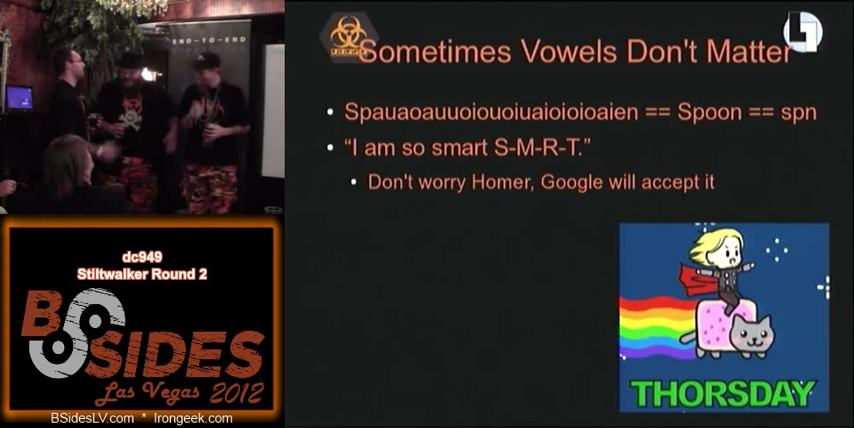 END-TO-END
Sometimes Vowels Don't Matter
Spauaoauuoiouoiuaioioioaien == Spoon == spn
“I am so smart S-M-R-T.”
Don't worry Homer, Google will accept it
THORSDAY
dc949
Stiltwalker Round 2
BSIDES
Las Vegas 2012
BSidesLV.com * Irongeek.com